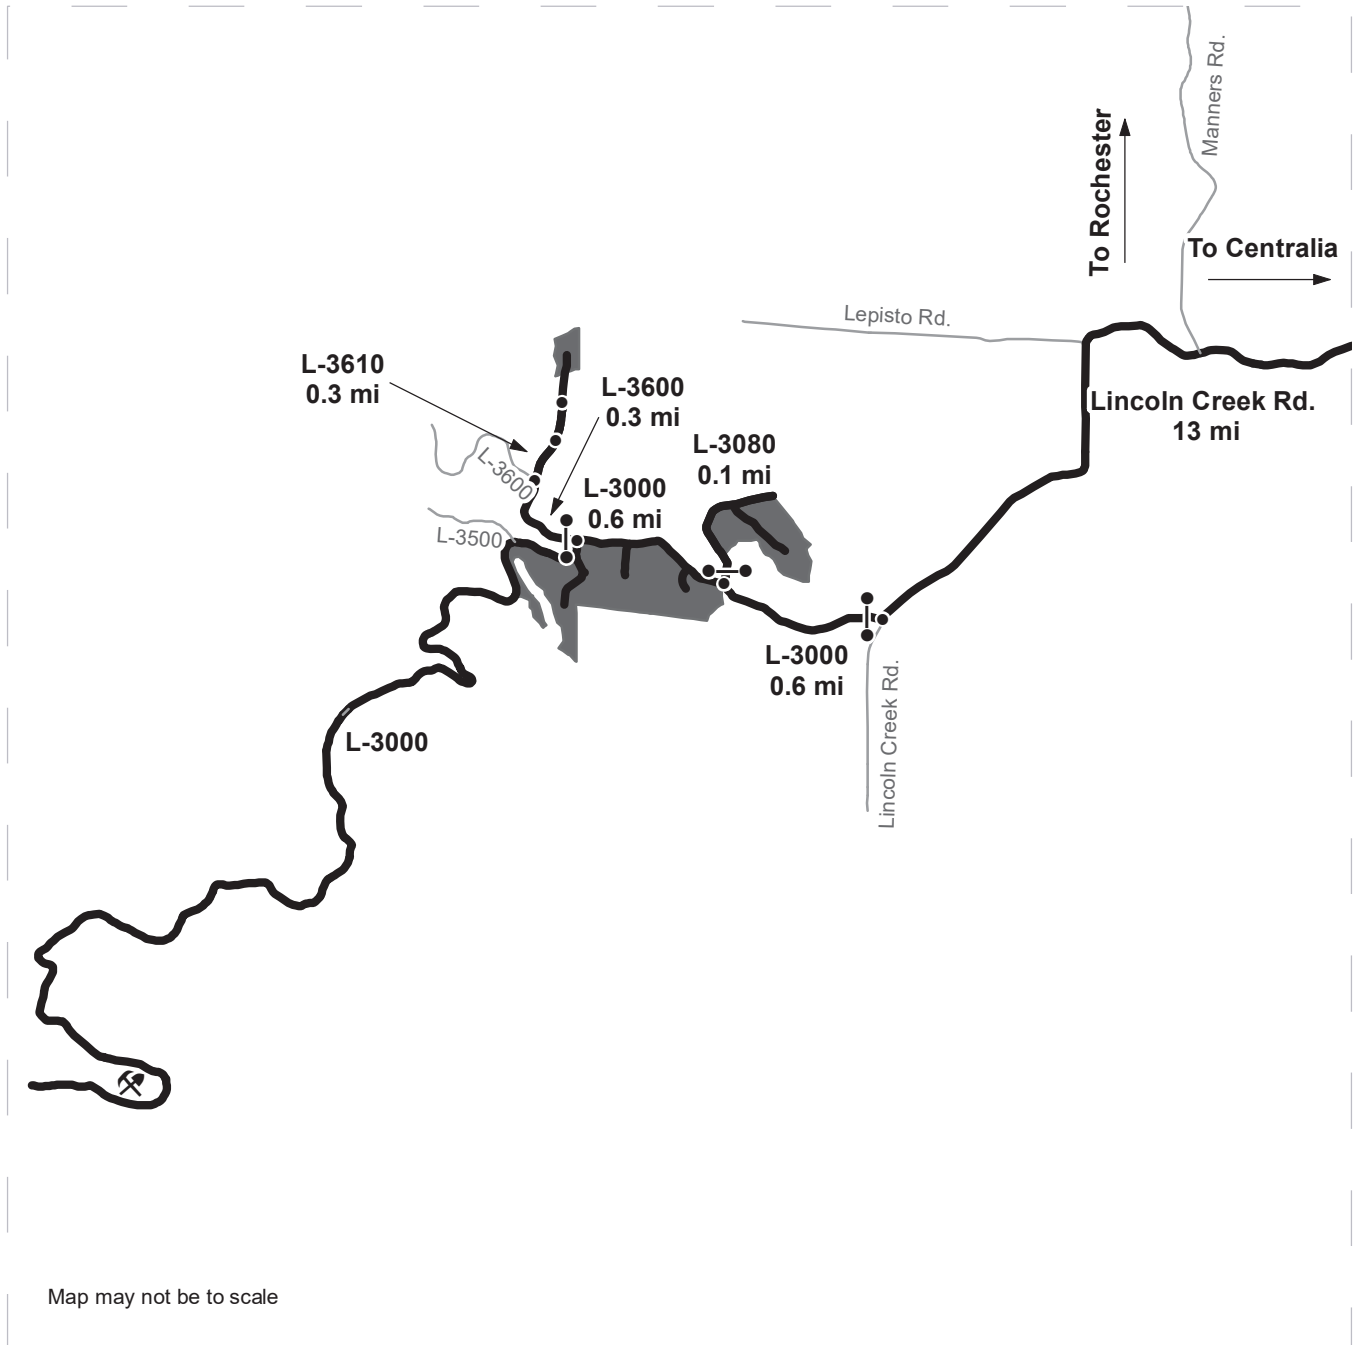 Manners Rd.
To Rochester
To Centralia
Lepisto Rd.
L-3610
0.3 mi
L-3600
0.3 mi
Lincoln Creek Rd.
13 mi
L-3080
0.1 mi
L-3600
L-3000
0.6 mi
L-3500
L-3000
0.6 mi
Lincoln Creek Rd.
L-3000
Map may not be to scale